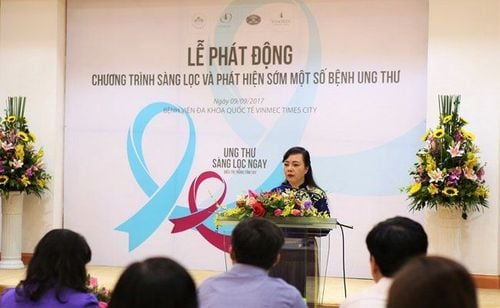 LỄ PHÁT ĐỘNG
CHƯƠNG TRÌNH SÀNG LỌC VÀ PHÁT HIỆN SỚM MỘT SỐ BỆNH UNG THƯ
Ngày 09/09/2017
BỆNH VIỆN ĐA KHOA QUỐC TẾ VINMEC TIMES CITY
UNG THƯ
SÀNG LỌC NGAY